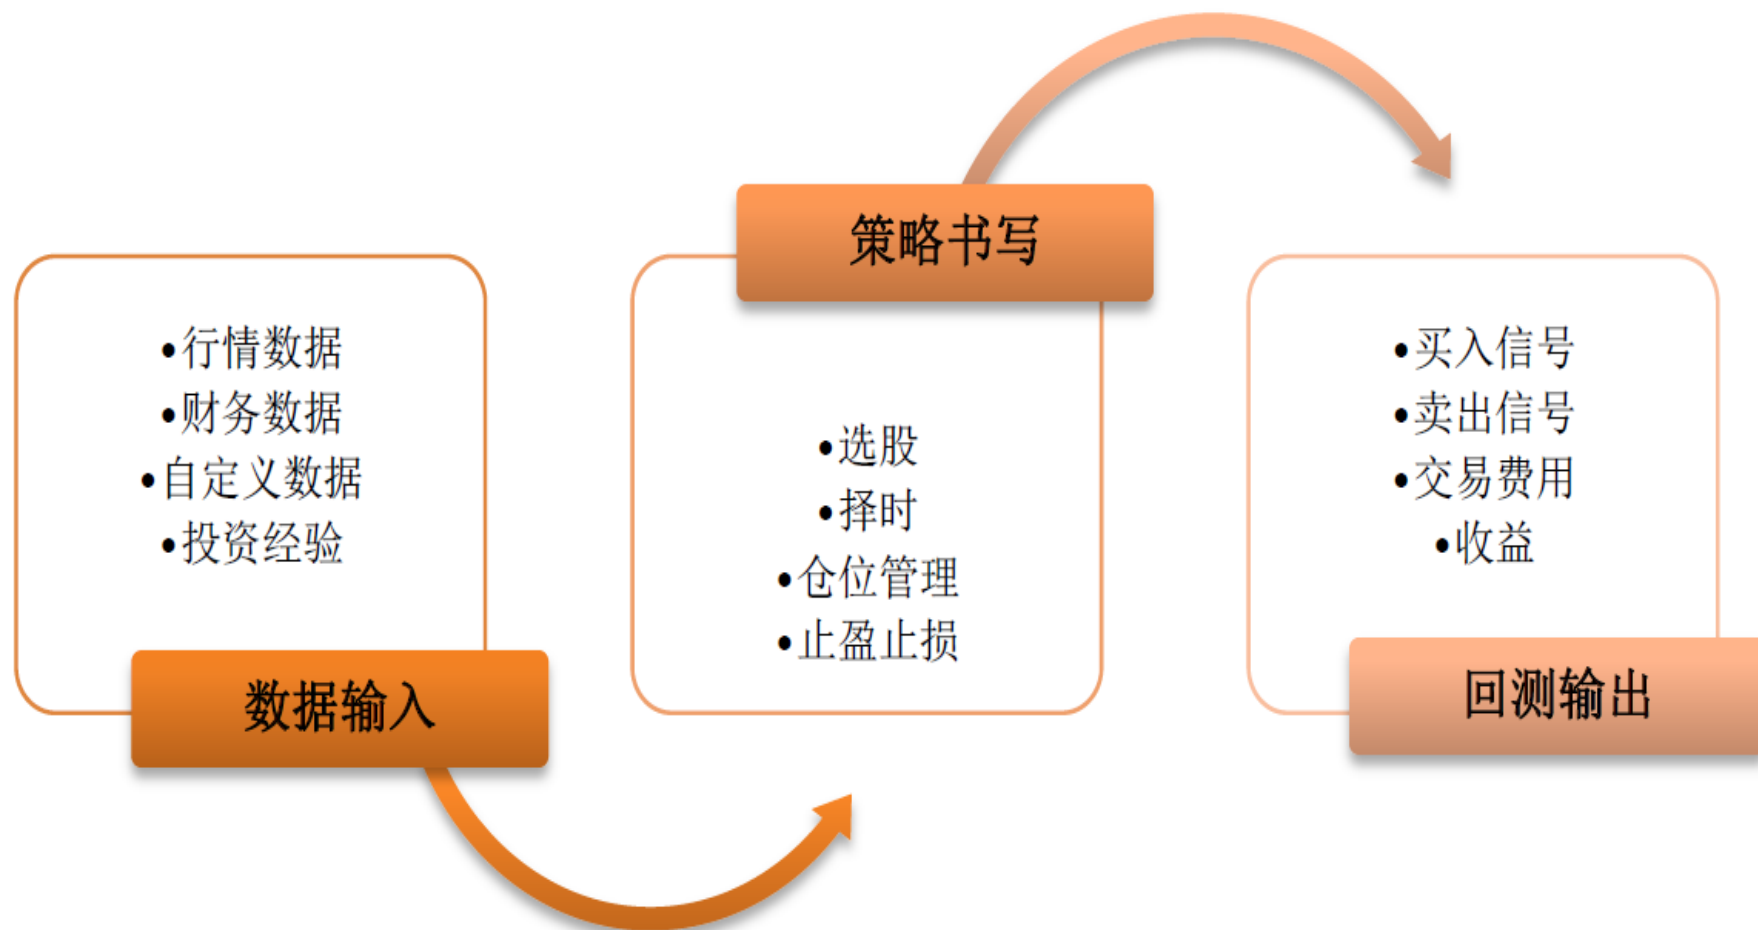 •行情数据
•财务数据
•自定义数据
•投资经验
数据输入
策略书写
•选股
•择时
•仓位管理
•止盈止损
•买入信号
•卖出信号
•交易费用
•收益
回测输出